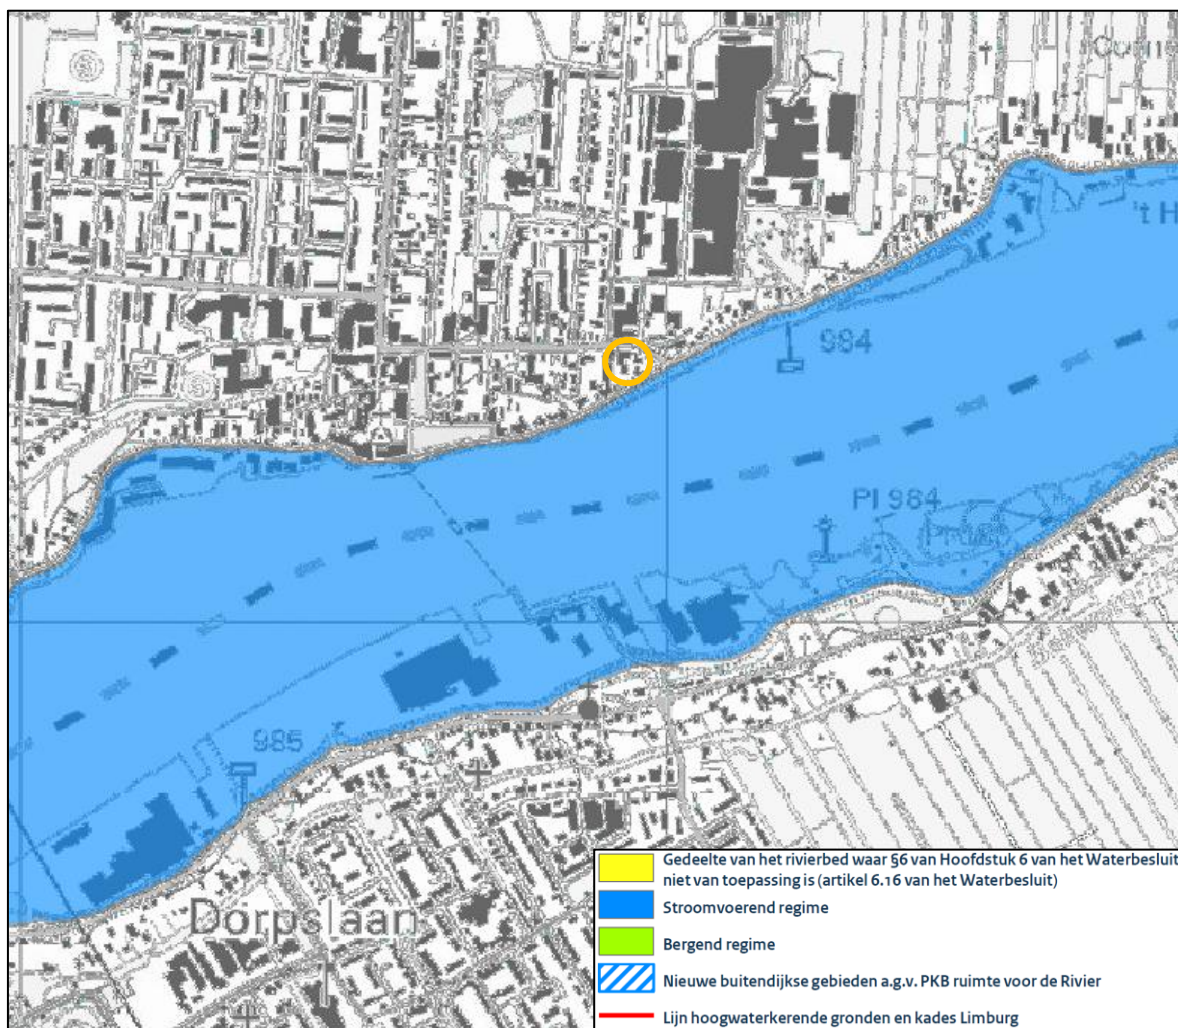 't H
984
PI 984
985
Dorpslaan
Gedeelte van het rivierbed waar §6 van Hoofdstuk 6 van het Waterbesluit
niet van toepassing is (artikel 6.16 van het Waterbesluit)
Stroomvoerend regime
Bergend regime
Nieuwe buitendijkse gebieden a.g.v. PKB ruimte voor de Rivier
Lijn hoogwaterkerende gronden en kades Limburg